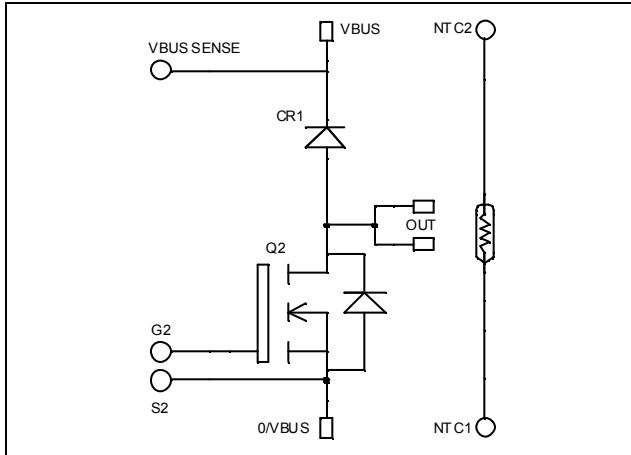 VBUS
NTC2
VBUS SENSE
CR1
OUT
Q2
G2
S2
0/VBUS
NTC1